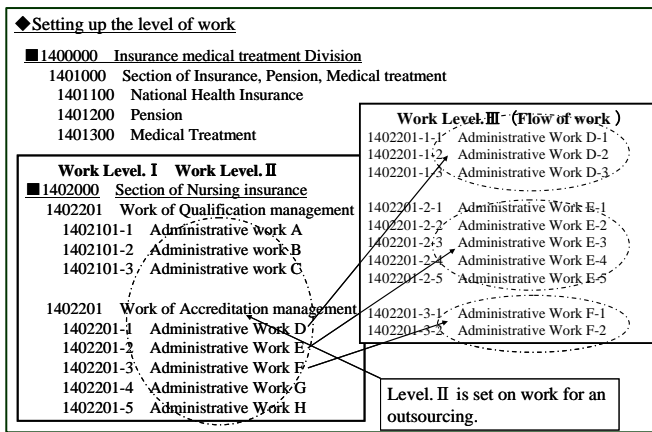 ◆Setting up the level of work
■1400000 Insurance medical treatment Division
1401000 Section of Insurance, Pension, Medical treatment
1401100 National Health Insurance
1401200 Pension
1401300 Medical Treatment
Work Level.Ⅰ Work Level.Ⅱ
■1402000 Section of Nursing insurance
1402201 Work of Qualification management
1402101-1 Administrative work A
1402101-2 Administrative work B
1402101-3 Administrative work C
1402201 Work of Accreditation management
1402201-1 Administrative Work D
1402201-2 Administrative Work E
1402201-3 Administrative Work F
1402201-4 Administrative Work G
1402201-5 Administrative Work H
Work Level.Ⅲ (Flow of work )
1402201-1-1 Administrative Work D-1
1402201-1-2 Administrative Work D-2
1402201-1-3 Administrative Work D-3
1402201-2-1 Administrative Work E-1
1402201-2-2 Administrative Work E-2
1402201-2-3 Administrative Work E-3
1402201-2-4 Administrative Work E-4
1402201-2-5 Administrative Work E-5
1402201-3-1 Administrative Work F-1
1402201-3-2 Administrative Work F-2
Level.Ⅱ is set on work for an
outsourcing.